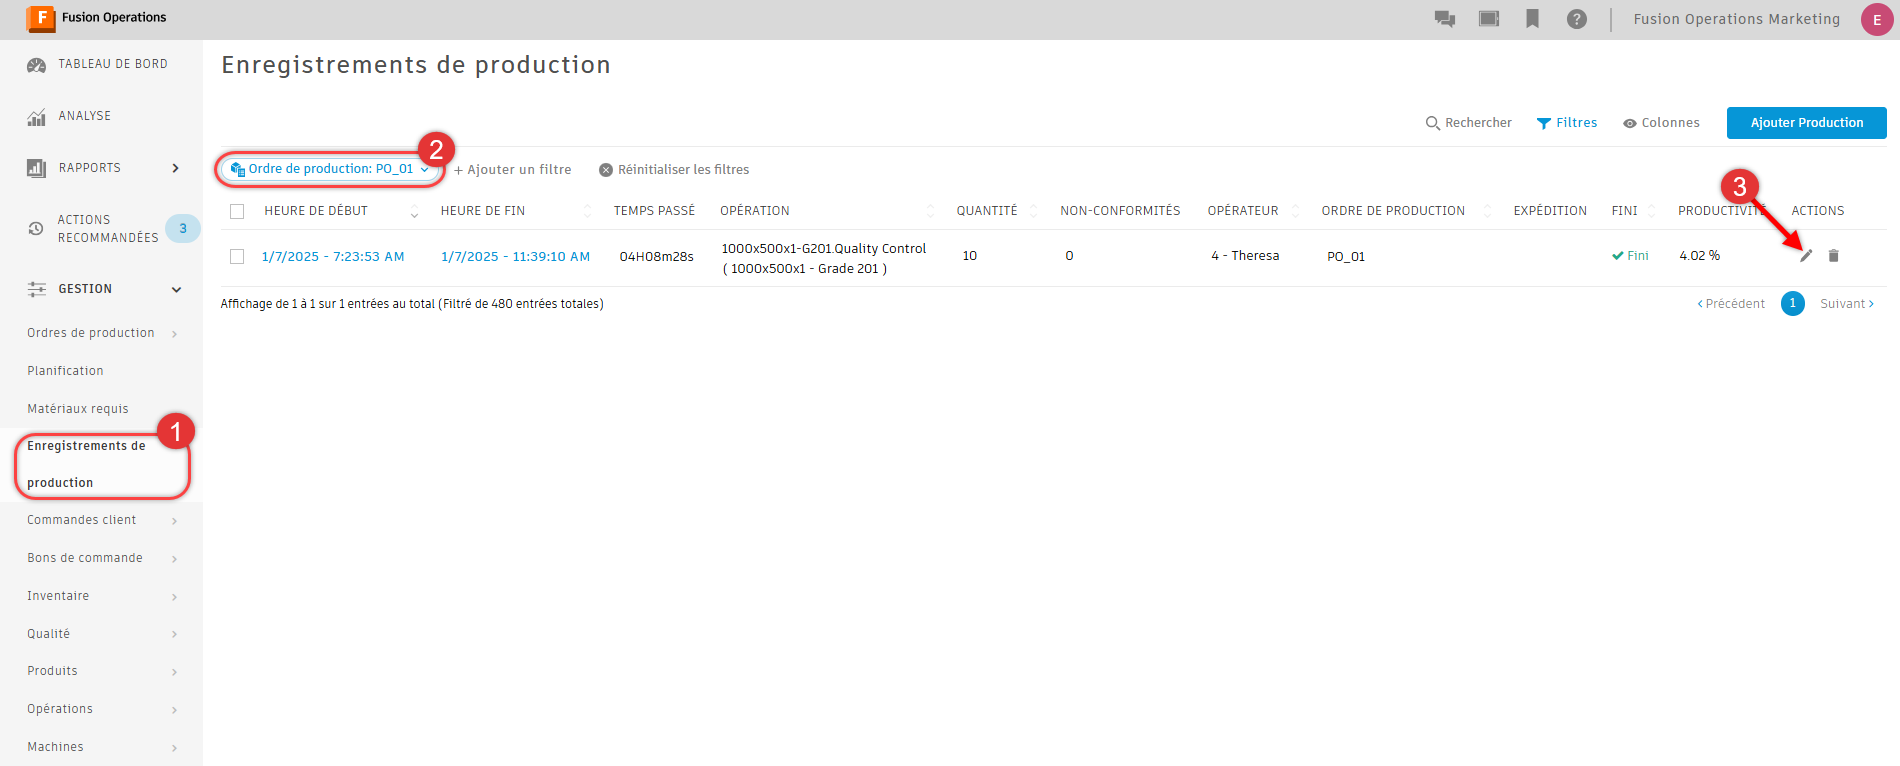 F Fusion Operations
? Fusion Operations Marketing E
TABLEAU DE BORD
ANALYSE
RAPPORTS
ACTIONS
RECOMMANDÉES 3
GESTION
Ordres de production
Planification
Matériaux requis
1
Enregistrements de
production
Commandes client
Bons de commande
Inventaire
Qualité
Produits
Opérations
Machines
Enregistrements de production
Rechercher Filtres Colonnes Ajouter Production
2
Ordre de production: PO_01 + Ajouter un filtre Réinitialiser les filtres
3
HEURE DE DÉBUT HEURE DE FIN TEMPS PASSÉ OPÉRATION QUANTITÉ NON-CONFORMITÉS OPÉRATEUR ORDRE DE PRODUCTION EXPÉDITION FINI PRODUCTIVITÉ ACTIONS
1/7/2025 - 7:23:53 AM 1/7/2025 - 11:39:10 AM 04H08m28s 1000x500x1-G201.Quality Control 10 0 4 - Theresa PO_01 Fini 4.02 %
( 1000x500x1 - Grade 201 )
Affichage de 1 à 1 sur 1 entrées au total (Filtré de 480 entrées totales) Précédent 1 Suivant